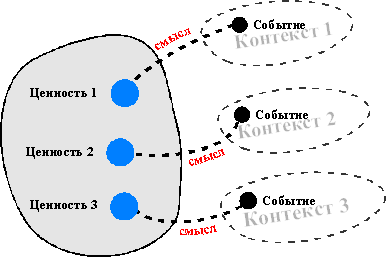 Событие
Контекст 1
смысл
Ценность 1
Событие
Контекст 2
Ценность 2
смысл
Событие
Ценность 3
Контекст 3
смысл